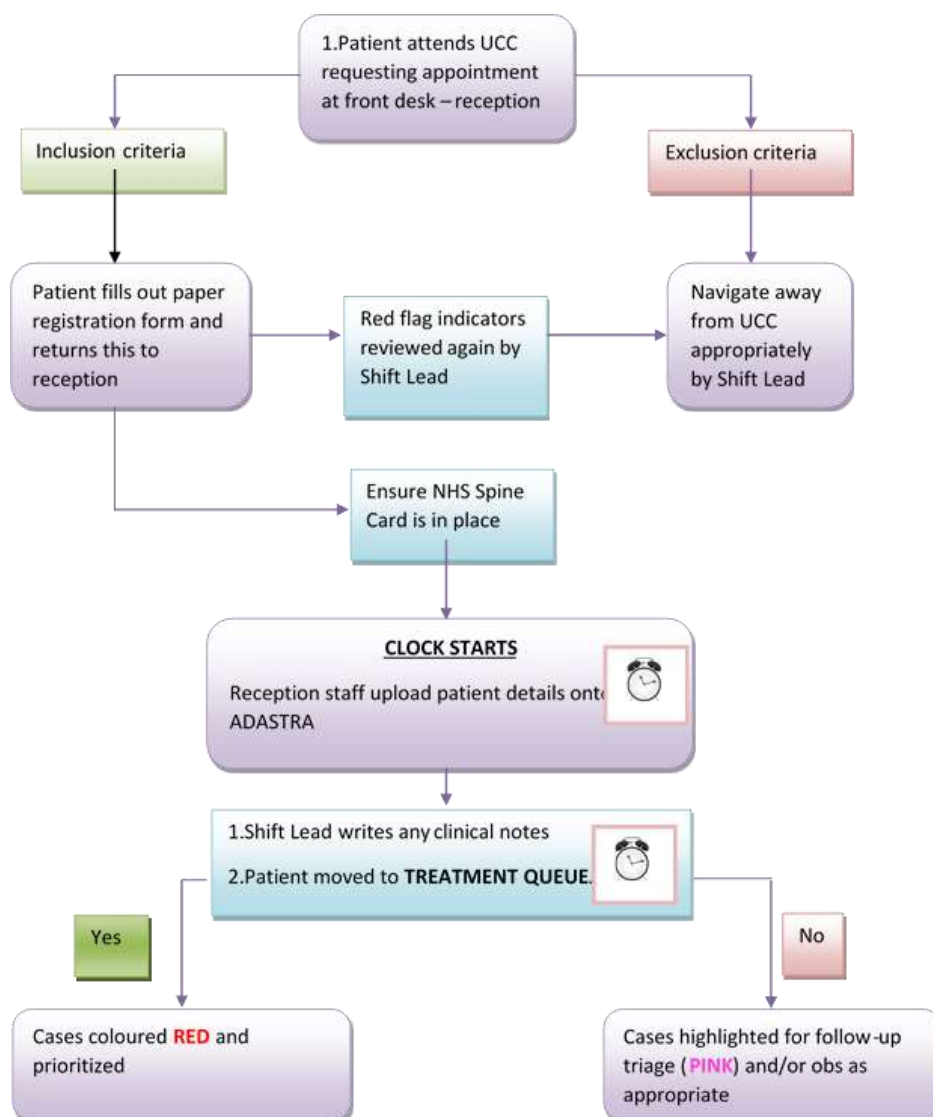 1.Patient attends UCC
requesting appointment
at front desk – reception
Inclusion criteria
Exclusion criteria
Patient fills out paper
registration form and
returns this to
reception
Red flag indicators
reviewed again by
Shift Lead
Navigate away
from UCC
appropriately
by Shift Lead
Ensure NHS Spine
Card is in place
CLOCK STARTS
Reception staff upload patient details onto
ADASTRA
1.Shift Lead writes any clinical notes
2.Patient moved to TREATMENT QUEUE.
Yes
No
Cases coloured RED and
prioritized
Cases highlighted for follow-up
triage (PINK) and/or obs as
appropriate